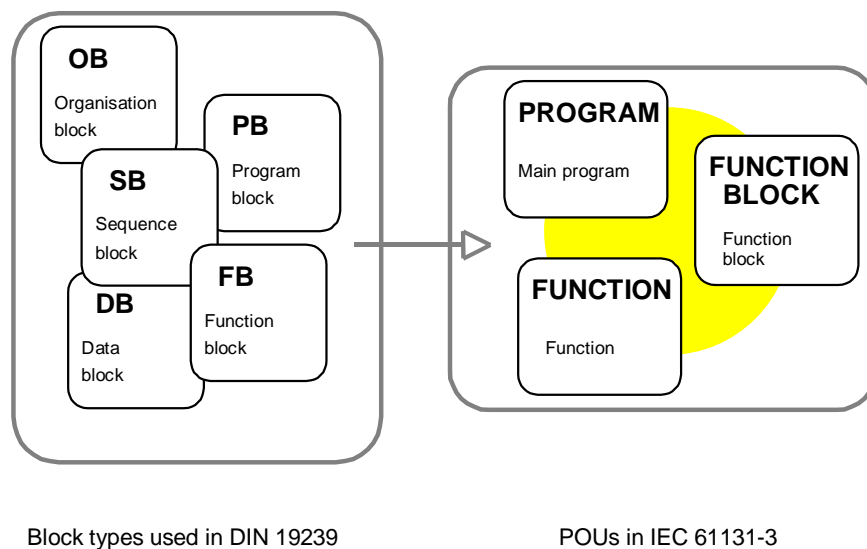 OB
Organisation
block
PB
Program
block
SB
Sequence
block
FB
Function
block
DB
Data
block
PROGRAM
Main program
FUNCTION
BLOCK
Function
block
FUNCTION
Function
Block types used in DIN 19239
POUs in IEC 61131-3